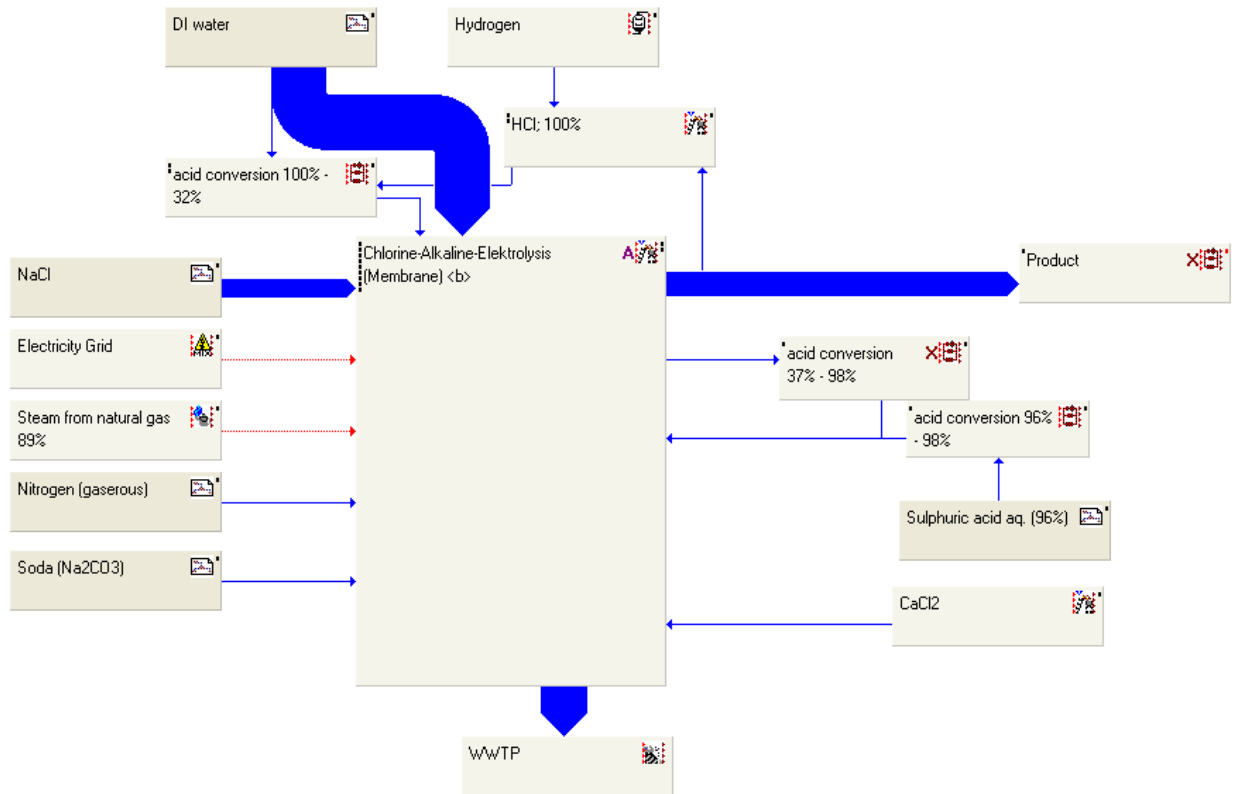 DI water
Hydrogen
HCl; 100%
acid conversion 100% -
32%
Chlorine-Alkaline-Elektrolysis
(Membrane) <b>
A
NaCl
Product
X
Electricity Grid
MIX
acid conversion
37% - 98%
X
Steam from natural gas
89%
acid conversion 96%
- 98%
Nitrogen (gaserous)
Sulphuric acid aq. (96%)
Soda (Na2CO3)
CaCl2
WWTP